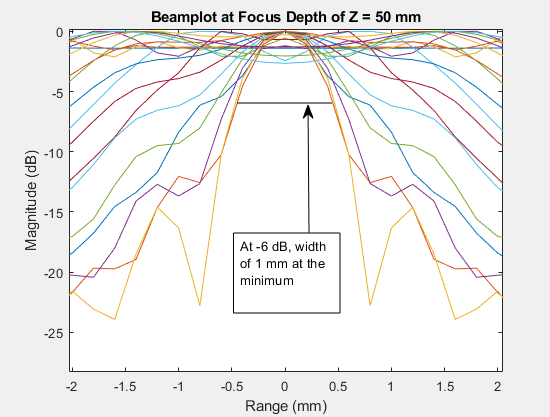 Beamplot at Focus Depth of Z = 50 mm
0
-5
-10
-15
-20
-25
Magnitude (dB)
At -6 dB, width
of 1 mm at the
minimum
-2 -1.5 -1 -0.5 0 0.5 1 1.5 2
Range (mm)